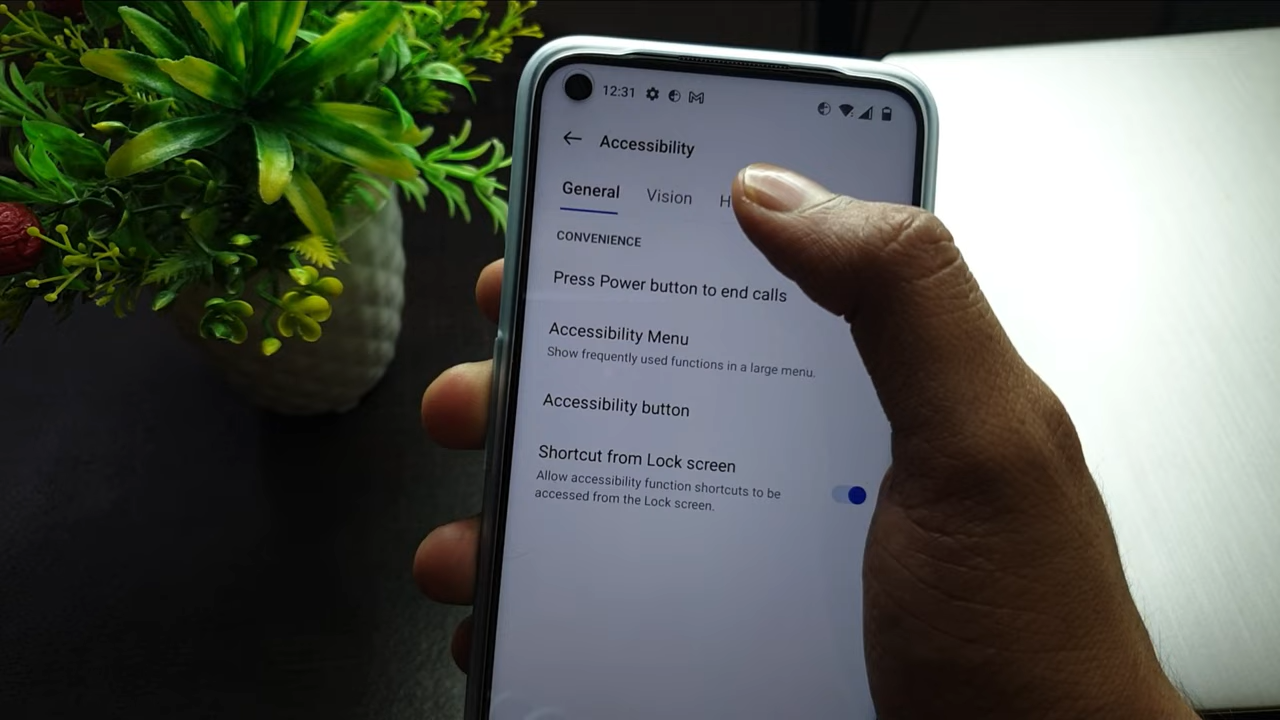 12:31
Accessibility
General Vision
CONVENIENCE
Press Power button to end calls
Accessibility Menu
Show frequently used functions in a large menu.
Accessibility button
Shortcut from Lock screen
Allow accessibility function shortcuts to be
accessed from the Lock screen.